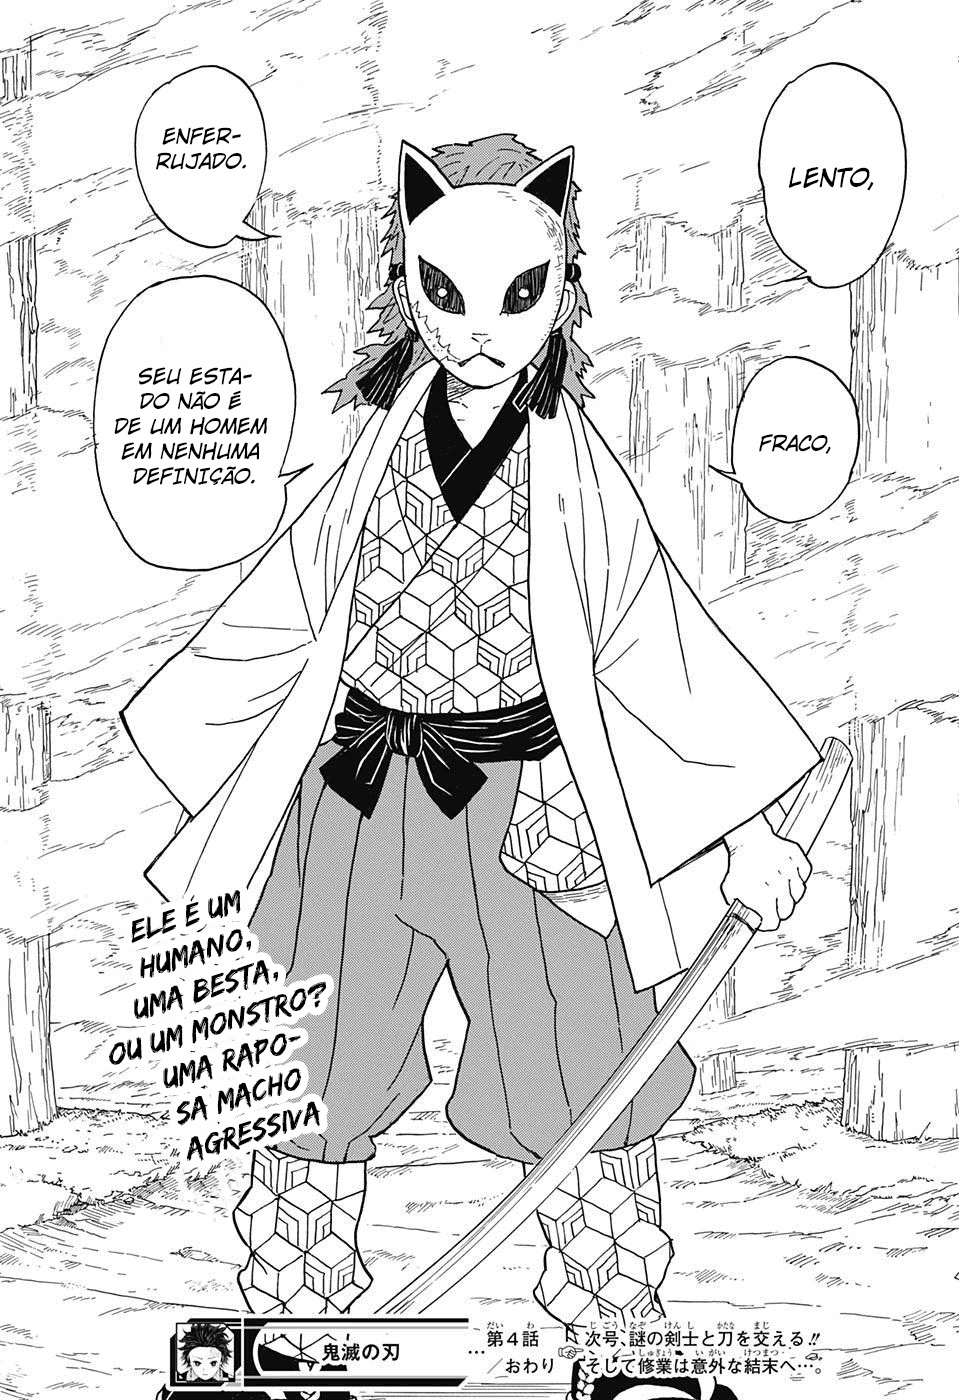 LENTO,
FRACO,
ENFER-
RUJADO.
SEU ESTA-
DO NÃO É
DE UM HOMEM
EM NENHUMA
DEFINIÇÃO.
ELE É UM
HUMANO,
UMA BESTA,
OU UM MONSTRO?
UMA RAPO-
SA MACHO
AGRESSIVA
鬼滅の刃
…第4話
/おわり
次号、謎の剣士と刀を交える!!
そして修業は意外な結末へ…。